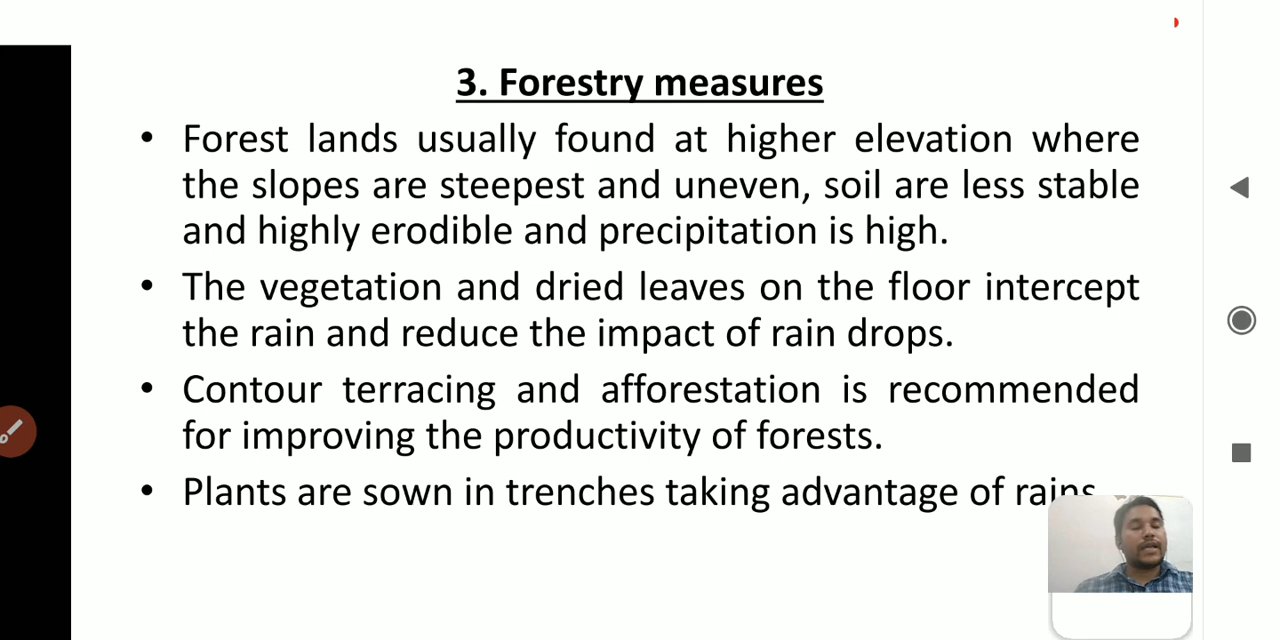 3. Forestry measures
• Forest lands usually found at higher elevation where
the slopes are steepest and uneven, soil are less stable
and highly erodible and precipitation is high.
• The vegetation and dried leaves on the floor intercept
the rain and reduce the impact of rain drops.
• Contour terracing and afforestation is recommended
for improving the productivity of forests.
• Plants are sown in trenches taking advantage of rains